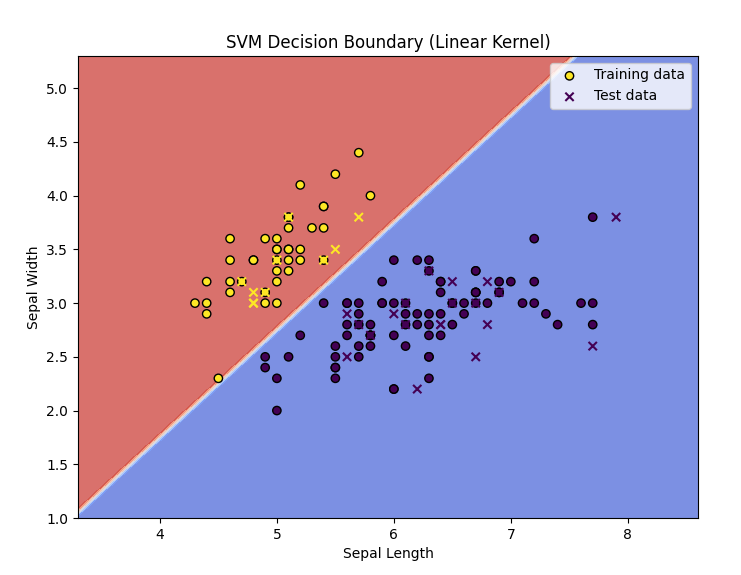 SVM Decision Boundary (Linear Kernel)
Training data
Test data
5.0
4.5
4.0
3.5
3.0
2.5
2.0
1.5
1.0
Sepal Width
4 5 6 7 8
Sepal Length